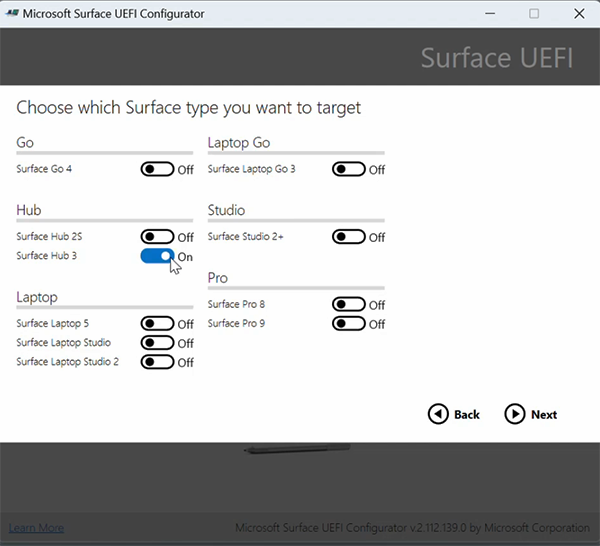 Microsoft Surface UEFI Configurator
Surface UEFI
Choose which Surface type you want to target
Go
Surface Go 4 Off
Hub
Surface Hub 2S Off
Surface Hub 3 On
Laptop
Surface Laptop 5 Off
Surface Laptop Studio Off
Surface Laptop Studio 2 Off
Laptop Go
Surface Laptop Go 3 Off
Studio
Surface Studio 2+ Off
Pro
Surface Pro 8 Off
Surface Pro 9 Off
Back Next
Learn More Microsoft Surface UEFI Configurator v.2.112.139.0 by Microsoft Corporation